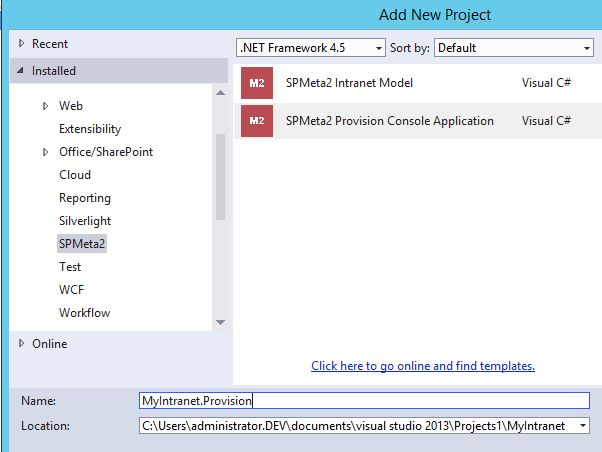 Add New Project
Recent
.NET Framework 4.5 Sort by: Default
Installed
M2 SPMeta2 Intranet Model Visual C#
Web
M2 SPMeta2 Provision Console Application Visual C#
Extensibility
Office/SharePoint
Cloud
Reporting
Silverlight
SPMeta2
Test
WCF
Workflow
Online
Click here to go online and find templates.
Name: MyIntranet.Provision
Location: C:\Users\administrator.DEV\documents\visual studio 2013\Projects1\MyIntranet